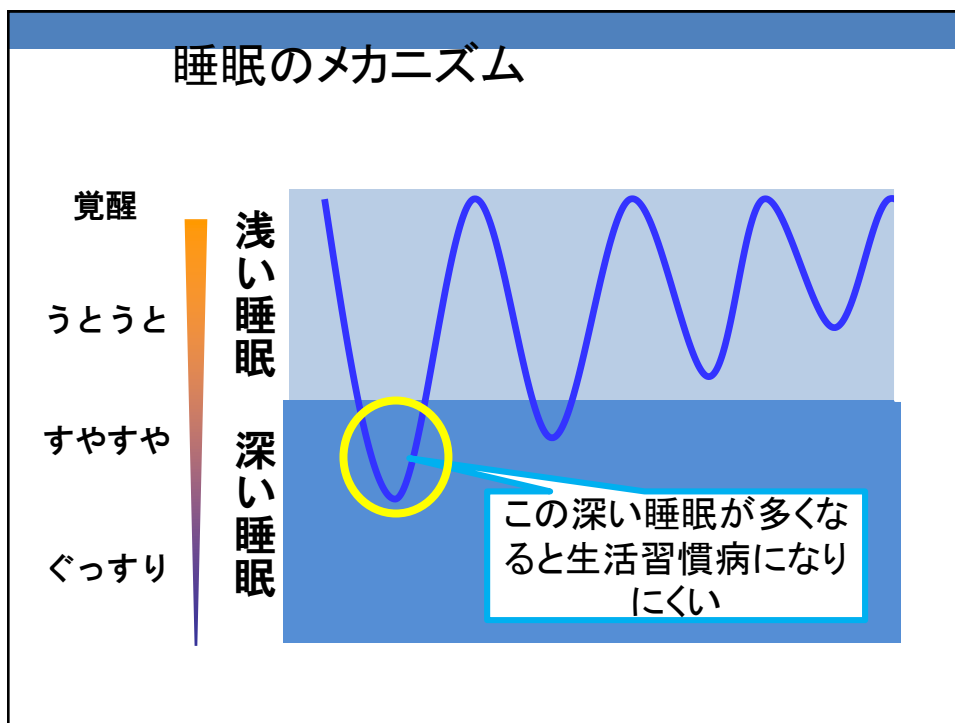 睡眠のメカニズム
覚醒
うとうと
すやすや
ぐっすり
浅い睡眠
深い睡眠
この深い睡眠が多くな
ると生活習慣病になり
にくい